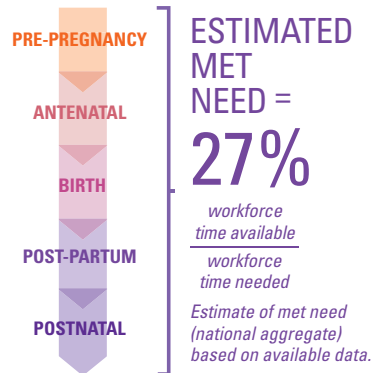 PRE-PREGNANCY
ANTENATAL
BIRTH
POST-PARTUM
POSTNATAL
ESTIMATED
MET
NEED =
27%
workforce
time available
workforce
time needed
Estimate of met need
(national aggregate)
based on available data.